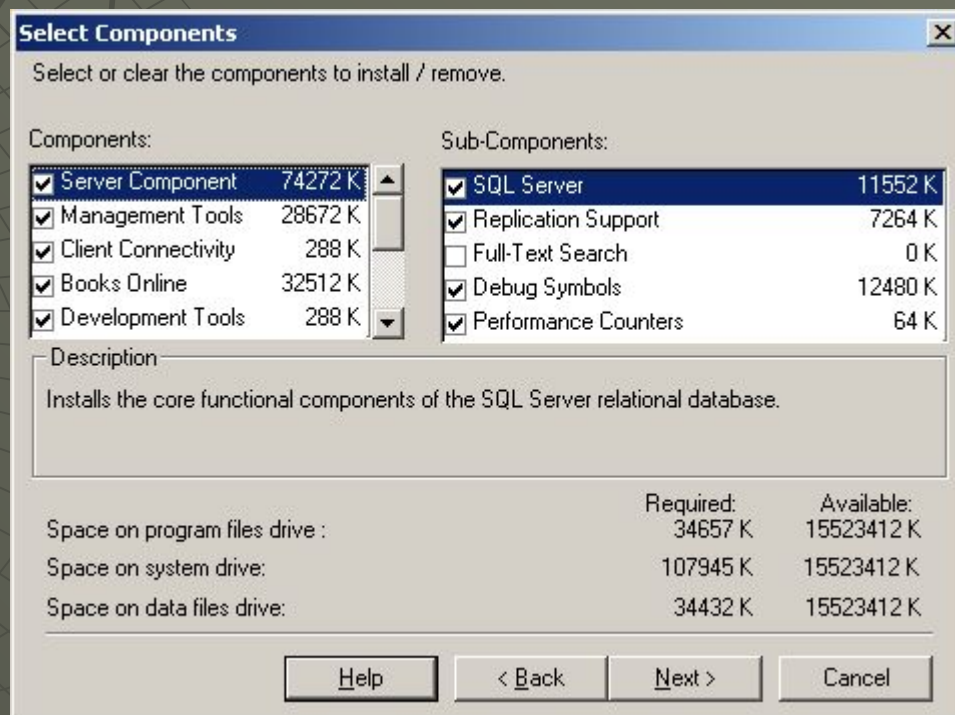 Select Components
Select or clear the components to install / remove.
Components:
Server Component 74272 K
Management Tools 28672 K
Client Connectivity 288 K
Books Online 32512 K
Development Tools 288 K
Sub-Components:
SQL Server 11552 K
Replication Support 7264 K
Full-Text Search 0 K
Debug Symbols 12480 K
Performance Counters 64 K
Description
Installs the core functional components of the SQL Server relational database.
Required: Available:
Space on program files drive : 34657 K 15523412 K
Space on system drive: 107945 K 15523412 K
Space on data files drive: 34432 K 15523412 K
Help < Back Next > Cancel